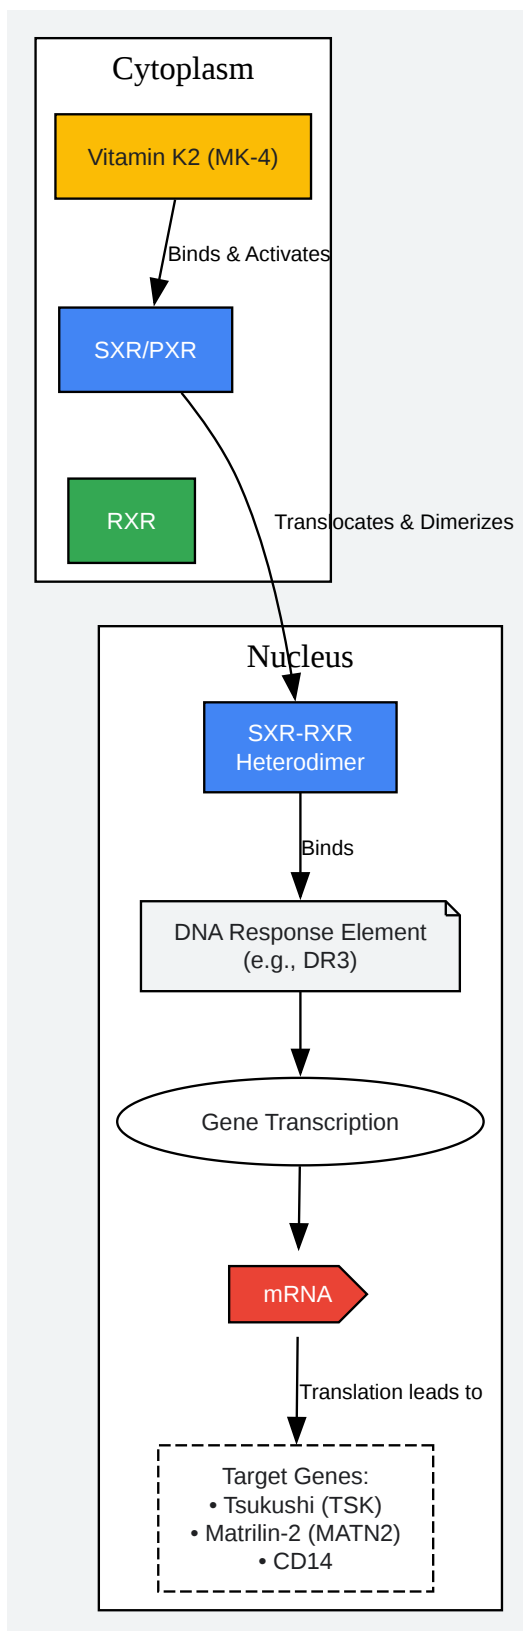 Cytoplasm
Vitamin K2 (MK-4)
Binds & Activates
SXR/PXR
RXR
Translocates & Dimerizes
Nucleus
SXR-RXR
Heterodimer
Binds
DNA Response Element
(e.g., DR3)
Gene Transcription
mRNA
Translation leads to
Target Genes:
• Tsukushi (TSK)
• Matrilin-2 (MATN2)
• CD14